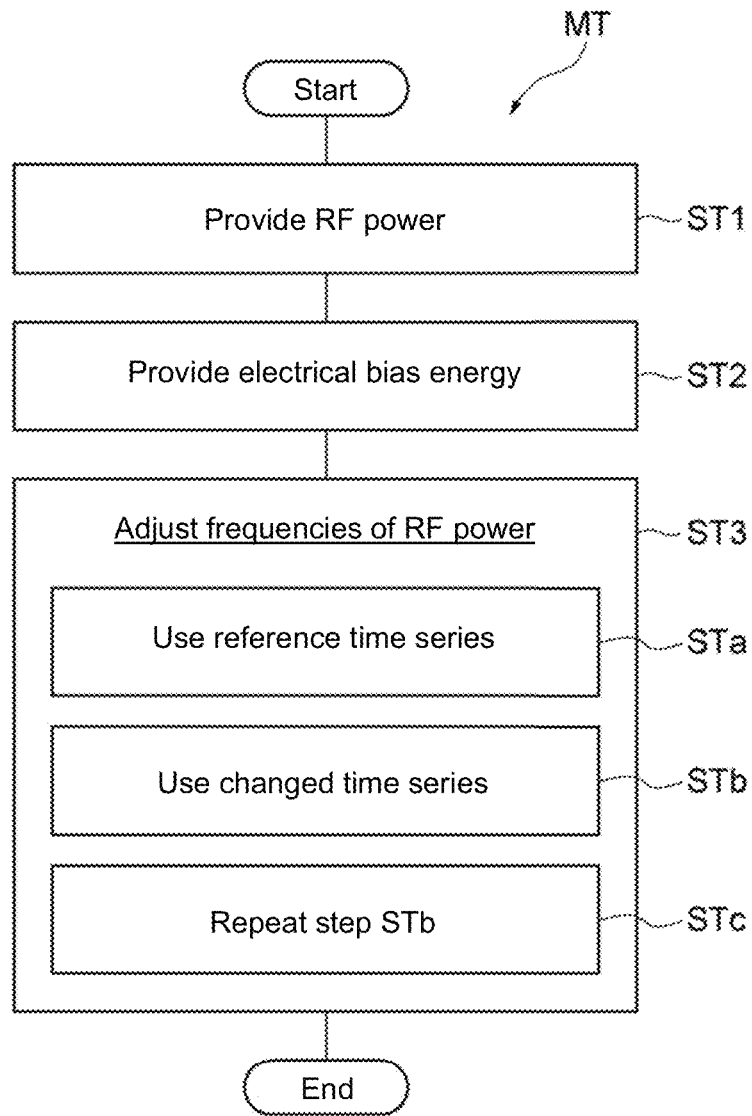 MT
Start
Provide RF power
ST1
Provide electrical bias energy
ST2
Adjust frequencies of RF power
ST3
Use reference time series
STa
Use changed time series
STb
Repeat step STb
STc
End